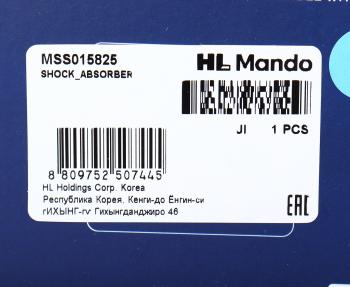 MSS015825
SHOCK_ABSORBER
HL Mando
JI 1 PCS
8 809752 507445
HL Holdings Corp. Korea
Республика Корея, Кенги-до Ёнгин-си
гИХЫНГ-гу Гихынгданджиро 46
EAC